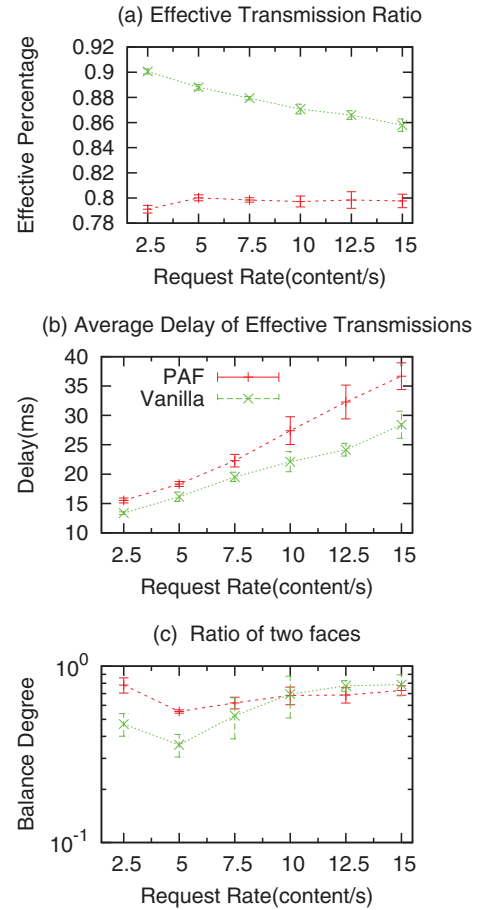 (a) Effective Transmission Ratio
Effective Percentage
0.92
0.9
0.88
0.86
0.84
0.82
0.8
0.78
2.5 5 7.5 10 12.5 15
Request Rate(content/s)
(b) Average Delay of Effective Transmissions
Delay(ms)
40
35
30
25
20
15
10
PAF
Vanilla
2.5 5 7.5 10 12.5 15
Request Rate(content/s)
(c) Ratio of two faces
Balance Degree
10^0
10^-1
2.5 5 7.5 10 12.5 15
Request Rate(content/s)